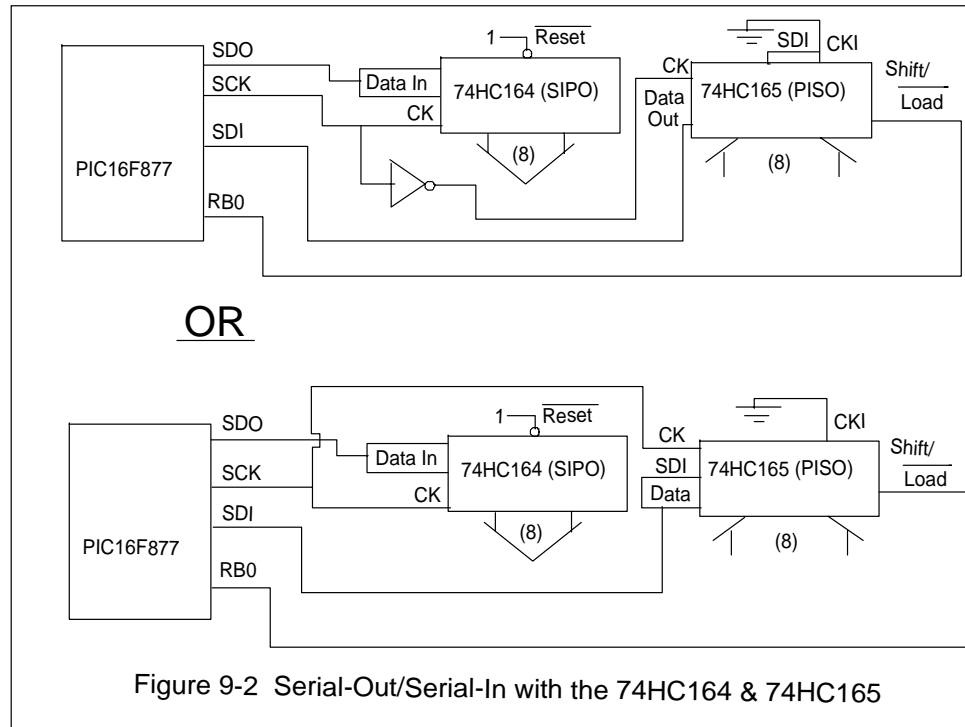 SDO
SCK
SDI
RB0
PIC16F877
1 Reset
Data In
CK
74HC164 (SIPO)
(8)
SDI
CKI
CK
Data
Out
74HC165 (PISO)
Shift/
Load
(8)
OR
SDO
SCK
SDI
RB0
PIC16F877
1 Reset
Data In
CK
74HC164 (SIPO)
(8)
CKI
CK
SDI
Data
74HC165 (PISO)
Shift/
Load
(8)
Figure 9-2 Serial-Out/Serial-In with the 74HC164 & 74HC165